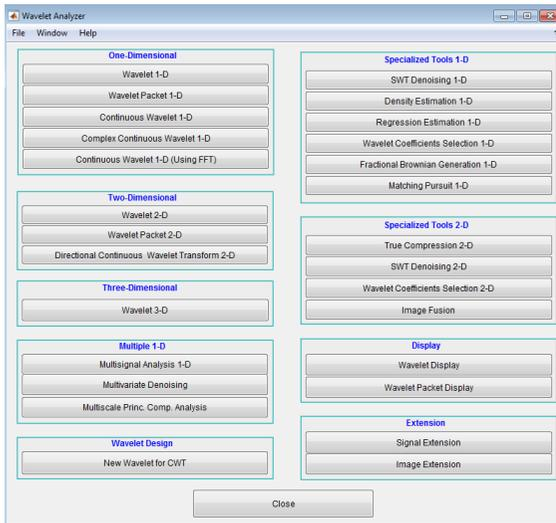 Wavelet Analyzer
File Window Help
One-Dimensional
Wavelet 1-D
Wavelet Packet 1-D
Continuous Wavelet 1-D
Complex Continuous Wavelet 1-D
Continuous Wavelet 1-D (Using FFT)
Two-Dimensional
Wavelet 2-D
Wavelet Packet 2-D
Directional Continuous Wavelet Transform 2-D
Three-Dimensional
Wavelet 3-D
Multiple 1-D
Multisignal Analysis 1-D
Multivariate Denoising
Multiscale Princ. Comp. Analysis
Wavelet Design
New Wavelet for CWT
Specialized Tools 1-D
SWT Denoising 1-D
Density Estimation 1-D
Regression Estimation 1-D
Wavelet Coefficients Selection 1-D
Fractional Brownian Generation 1-D
Matching Pursuit 1-D
Specialized Tools 2-D
True Compression 2-D
SWT Denoising 2-D
Wavelet Coefficients Selection 2-D
Image Fusion
Display
Wavelet Display
Wavelet Packet Display
Extension
Signal Extension
Image Extension
Close